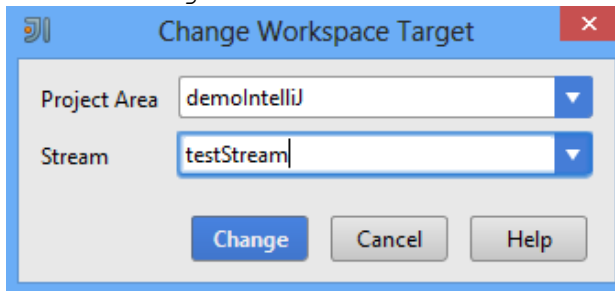 Change Workspace Target
Project Area demoIntelliJ
Stream testStream
Change Cancel Help